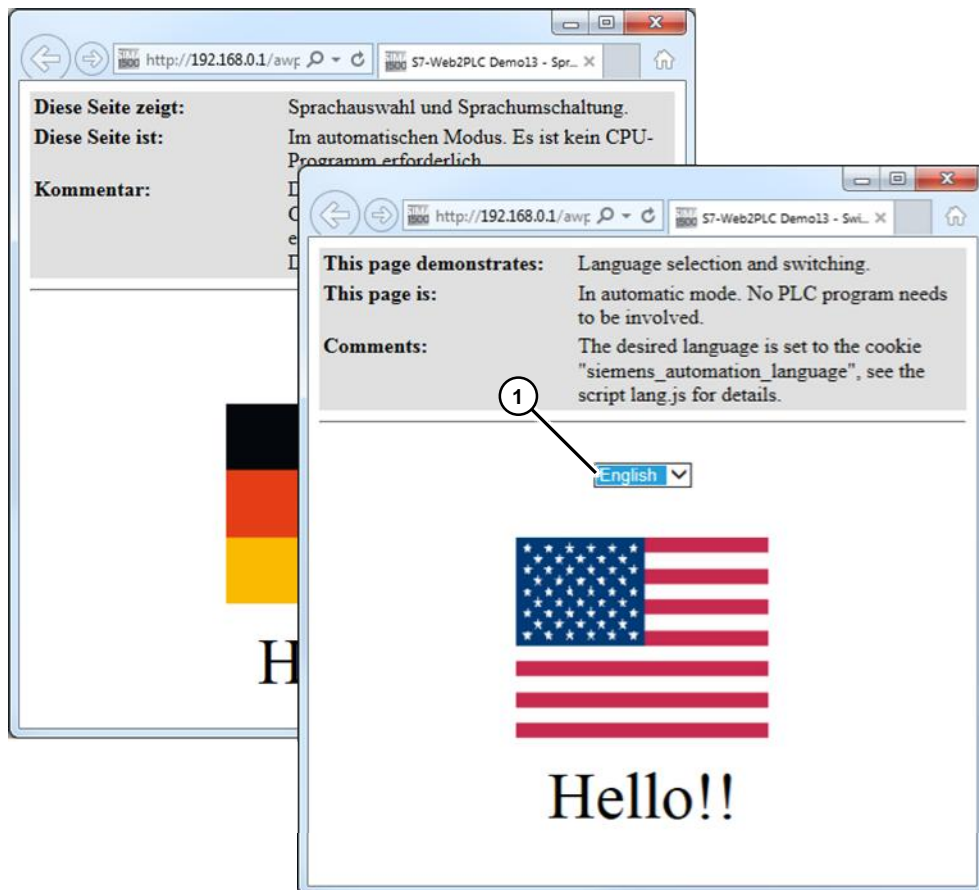 http://192.168.0.1/awp
S7-Web2PLC Demo13 - Spr...
Diese Seite zeigt: Sprachauswahl und Sprachumschaltung.
Diese Seite ist: Im automatischen Modus. Es ist kein CPU-
Programm erforderlich
Kommentar:
H
http://192.168.0.1/awp
S7-Web2PLC Demo13 - Swi...
This page demonstrates: Language selection and switching.
This page is: In automatic mode. No PLC program needs
to be involved.
Comments: The desired language is set to the cookie
"siemens_automation_language", see the
script lang.js for details.
1
English
Hello!!